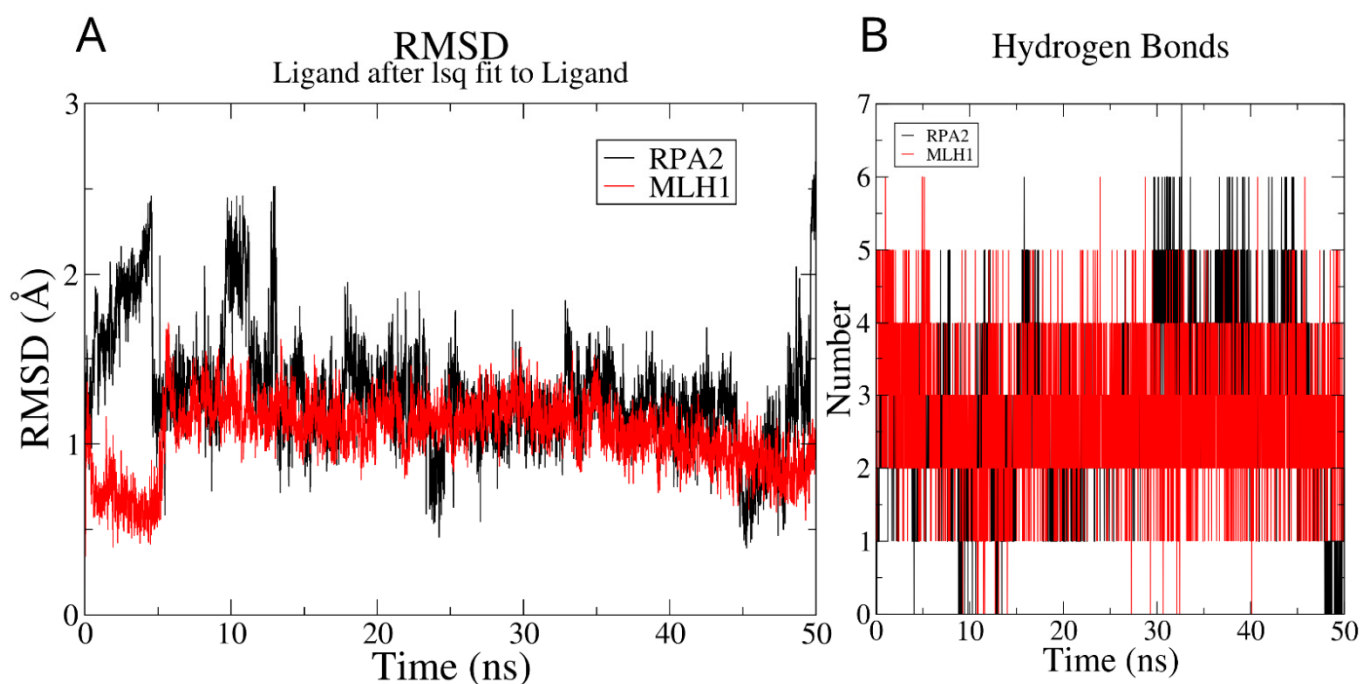 A
RMSD
Ligand after lsq fit to Ligand
3
2
1
0
RMSD (Å)
RPA2
MLH1
0 10 20 30 40 50
Time (ns)
B
Hydrogen Bonds
7
6
5
4
3
2
1
0
Number
RPA2
MLH1
0 10 20 30 40 50
Time (ns)